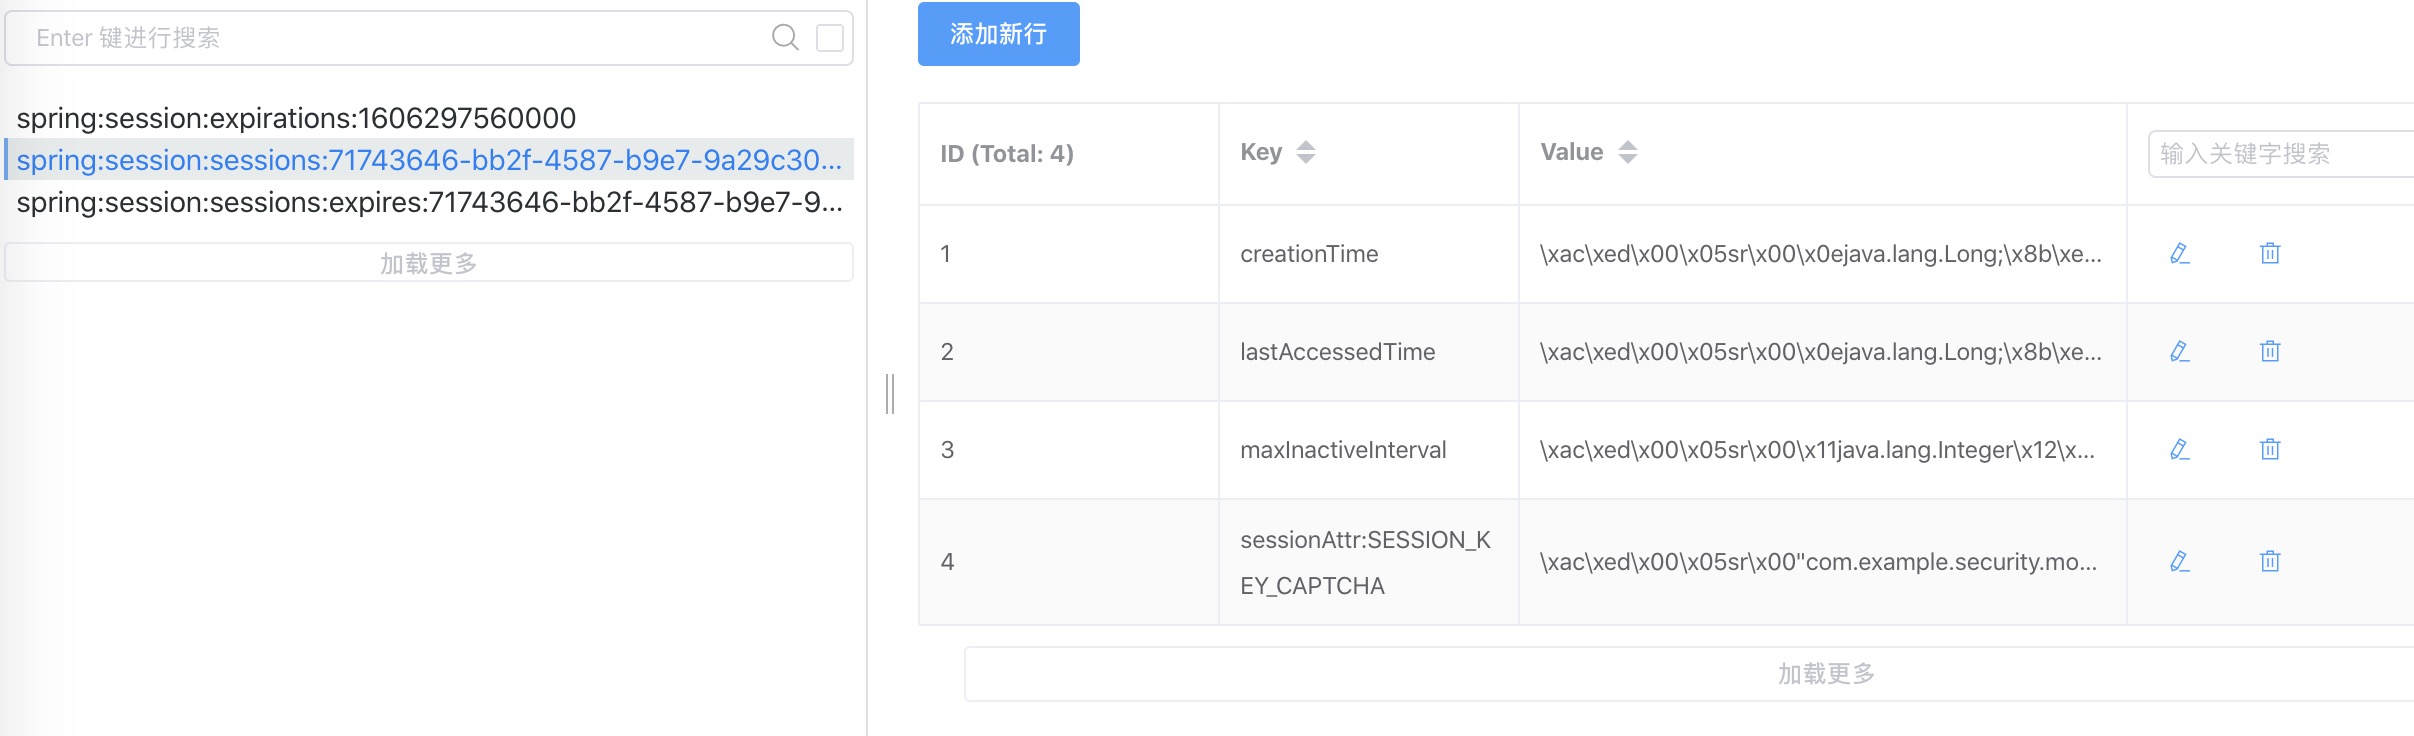 Enter 键进行搜索
spring:session:expirations:1606297560000
spring:session:sessions:71743646-bb2f-4587-b9e7-9a29c30...
spring:session:sessions:expires:71743646-bb2f-4587-b9e7-9...
加载更多
添加新行
ID (Total: 4) Key Value 输入关键字搜索
1 creationTime \xac\xed\x00\x05sr\x00\x0ejava.lang.Long;\x8b\xe...
2 lastAccessedTime \xac\xed\x00\x05sr\x00\x0ejava.lang.Long;\x8b\xe...
3 maxInactiveInterval \xac\xed\x00\x05sr\x00\x11java.lang.Integer\x12\x...
4 sessionAttr:SESSION_K
EY_CAPTCHA \xac\xed\x00\x05sr\x00"com.example.security.mo...
加载更多